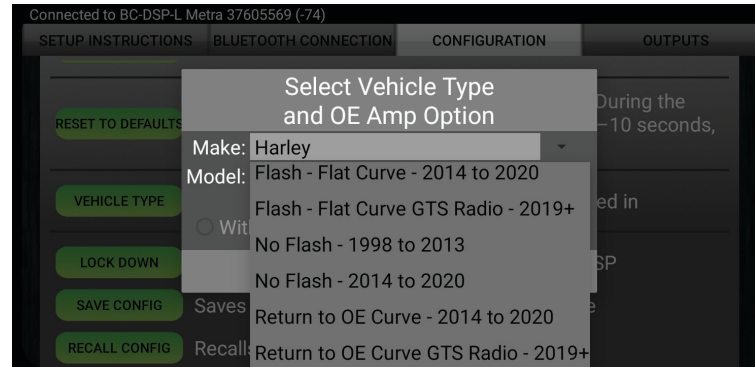 Connected to BC-DSP-L Metra 37605569 (-74)
SETUP INSTRUCTIONS BLUETOOTH CONNECTION CONFIGURATION OUTPUTS
Select Vehicle Type
and OE Amp Option
During the
RESET TO DEFAULTS
–10 seconds,
Make: Harley
Model:
Flash - Flat Curve - 2014 to 2020
VEHICLE TYPE
Flash - Flat Curve GTS Radio - 2019+
ed in
With
No Flash - 1998 to 2013
LOCK DOWN
No Flash - 2014 to 2020
SP
SAVE CONFIG Saves
Return to OE Curve - 2014 to 2020
e
RECALL CONFIG Recalls
Return to OE Curve GTS Radio - 2019+